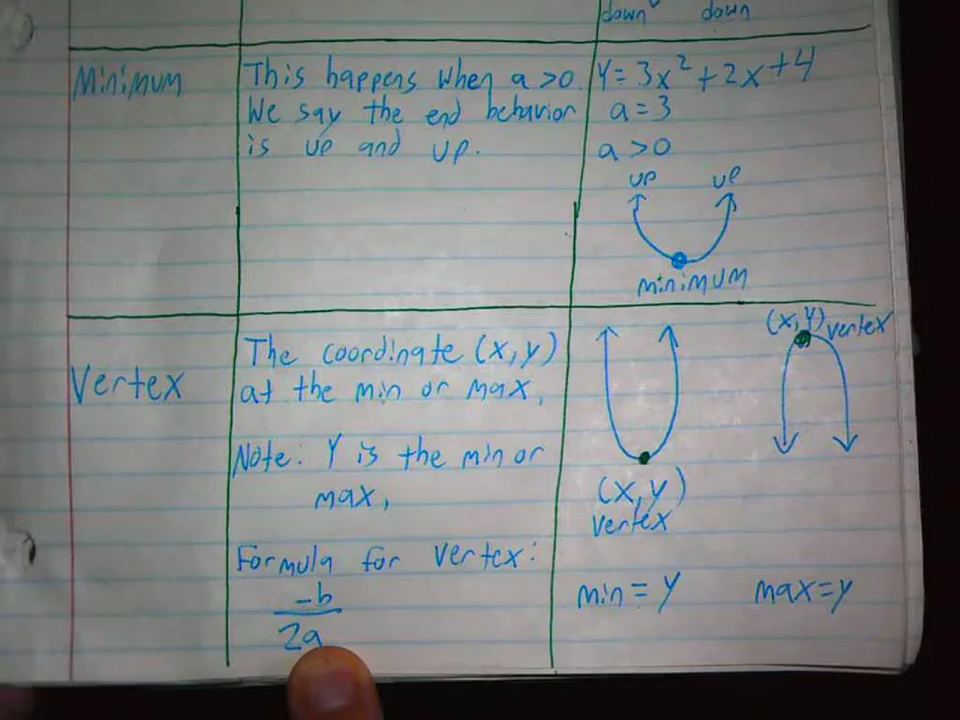 down down
Minimum
This happens when a >0.
We say the end behavior
is up and up.
Y = 3x² + 2x + 4
a = 3
a > 0
up up
minimum
Vertex
The coordinate (x, y)
at the min or max.
Note: Y is the min or
max.
Formula for vertex:
-b
2a
(x, y) vertex
(x, y)
vertex
min = y max = y